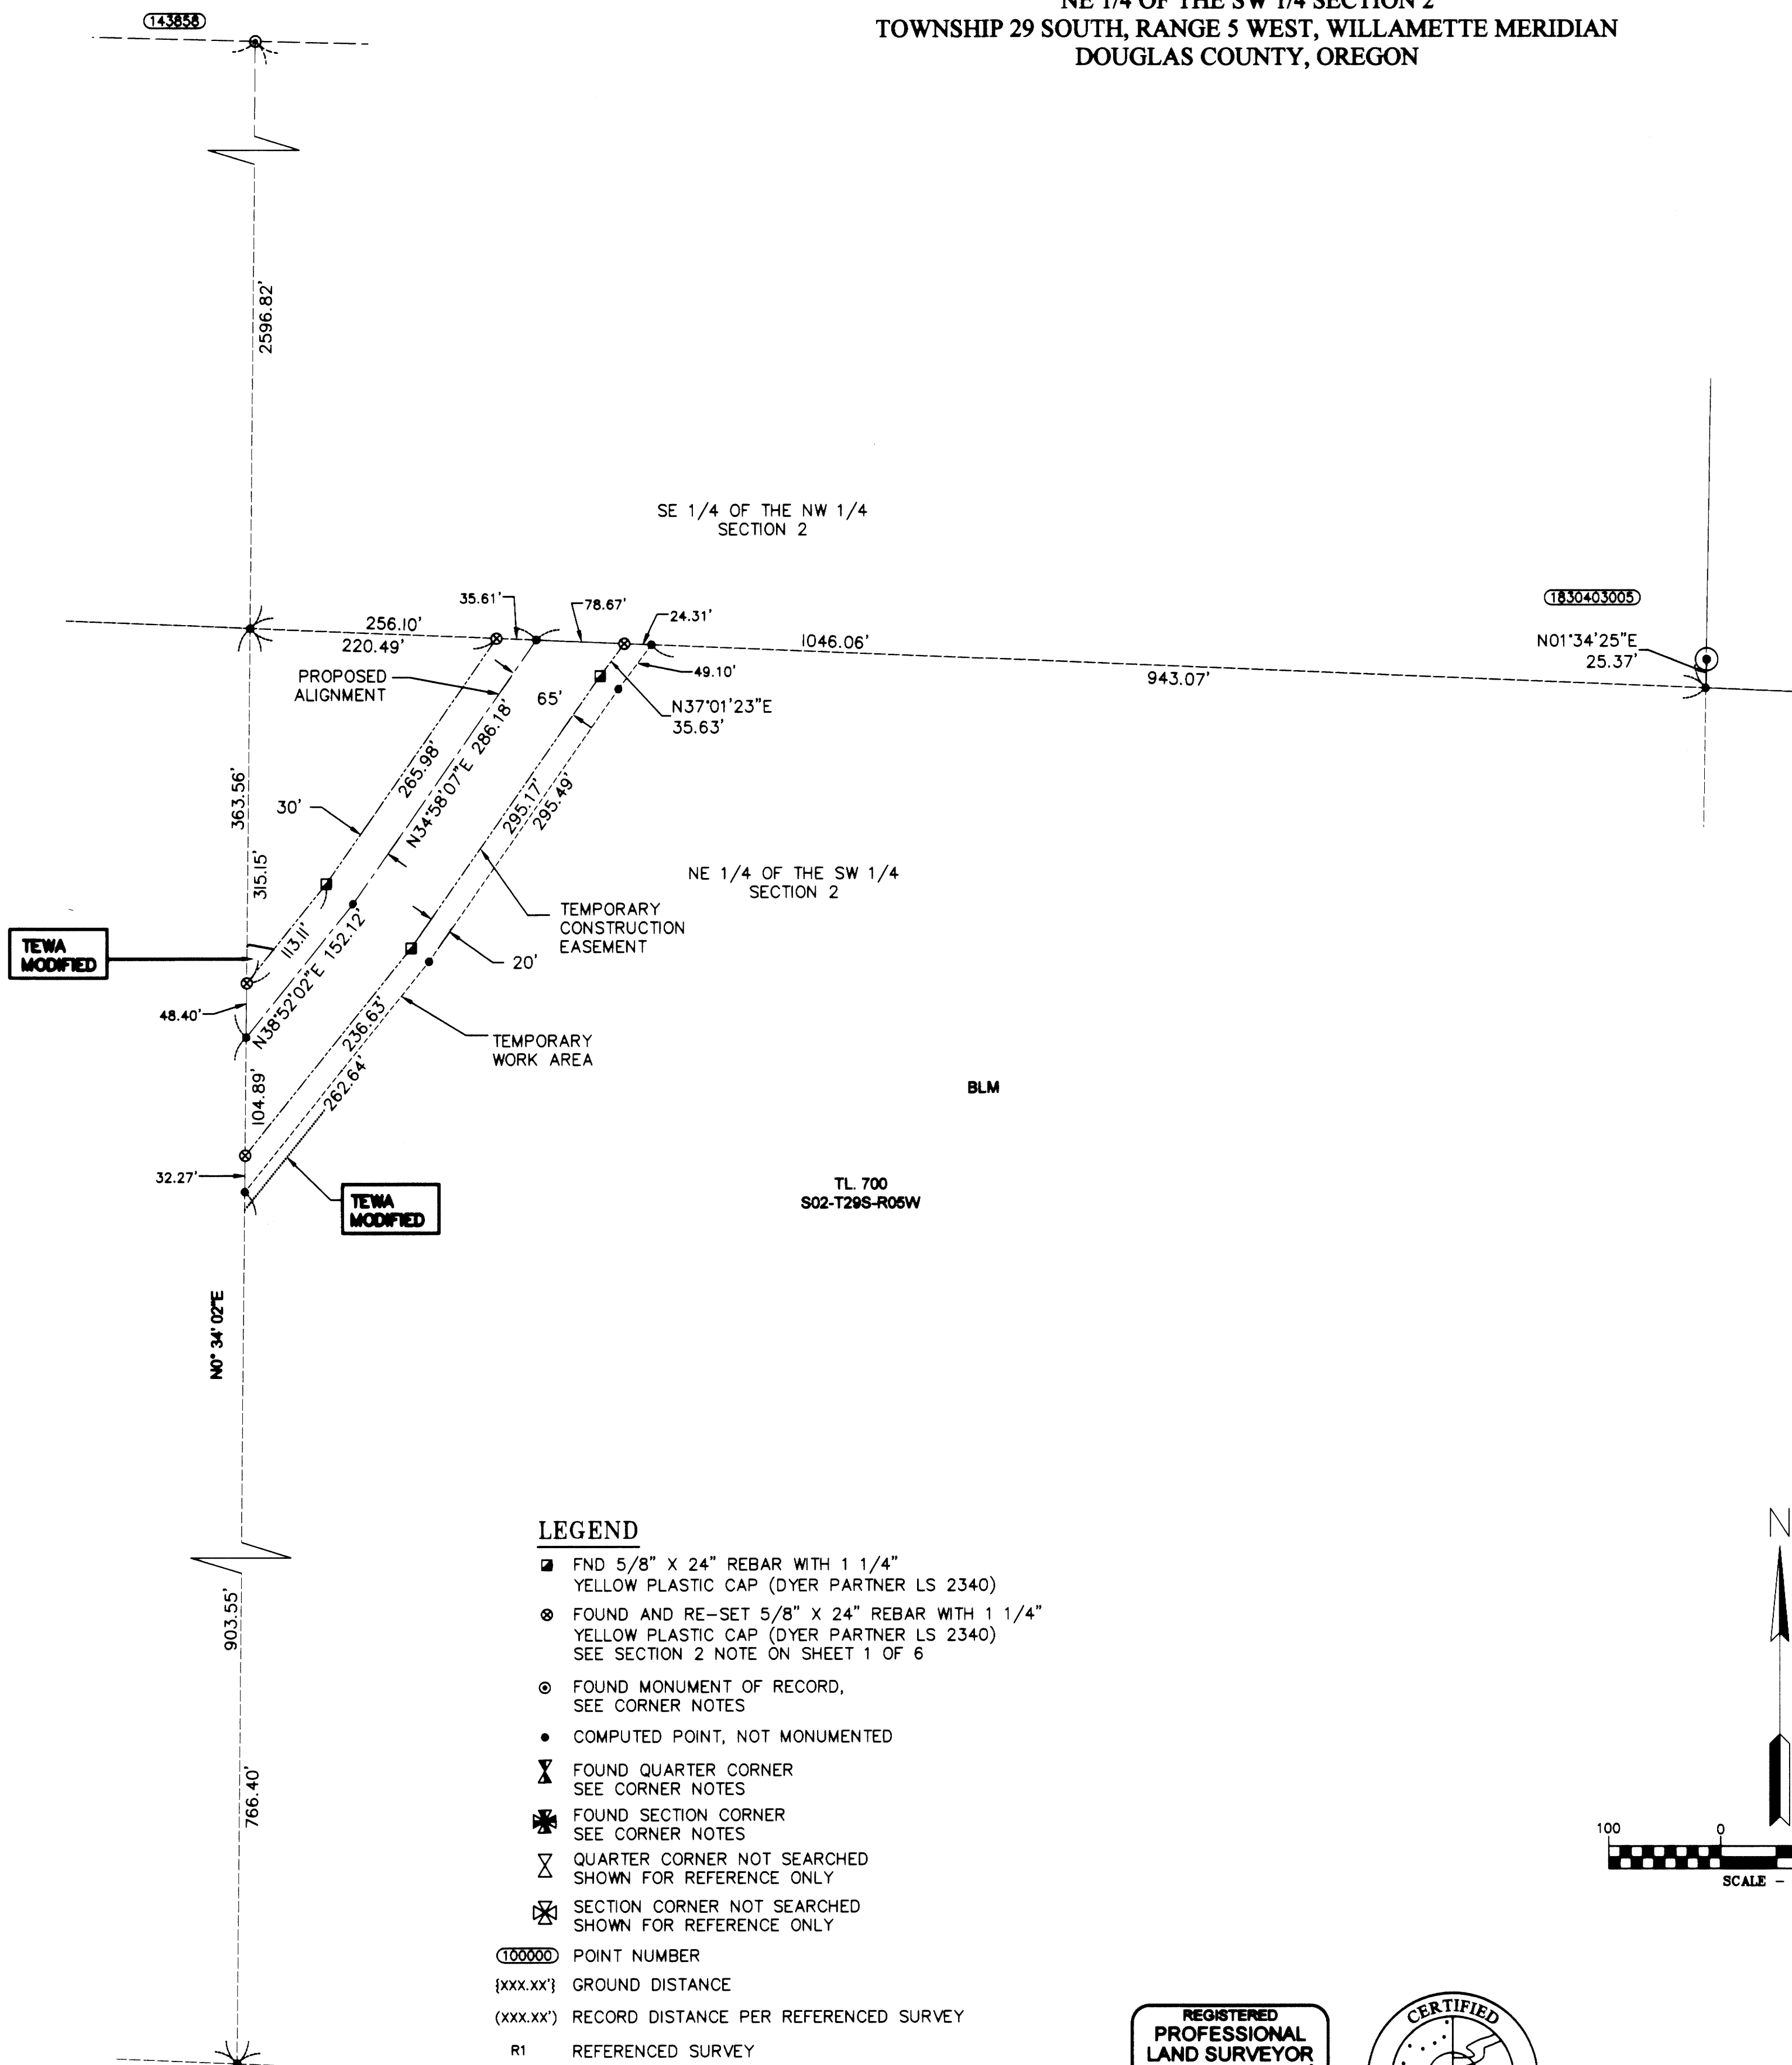 NE 1/4 OF THE SW 1/4 SECTION 2
TOWNSHIP 29 SOUTH, RANGE 5 WEST, WILLAMETTE MERIDIAN
DOUGLAS COUNTY, OREGON
143858
2596.82'
SE 1/4 OF THE NW 1/4
SECTION 2
1830403005
N01°34'25"E
25.37'
35.61'
78.67'
24.31'
256.10'
220.49'
1046.06'
943.07'
49.10'
N37°01'23"E
35.63'
PROPOSED
ALIGNMENT
65'
265.98'
N34°58'07"E 286.18'
295.17'
295.49'
30'
363.56'
315.15'
NE 1/4 OF THE SW 1/4
SECTION 2
TEMPORARY
CONSTRUCTION
EASEMENT
TEWA
MODIFIED
113.11'
N38°52'02"E 152.12'
20'
48.40'
236.63'
262.64'
TEMPORARY
WORK AREA
104.89'
BLM
32.27'
TEWA
MODIFIED
TL. 700
S02-T29S-R05W
N0° 34' 02"E
903.55'
766.40'
LEGEND
FND 5/8" X 24" REBAR WITH 1 1/4"
YELLOW PLASTIC CAP (DYER PARTNER LS 2340)
FOUND AND RE-SET 5/8" X 24" REBAR WITH 1 1/4"
YELLOW PLASTIC CAP (DYER PARTNER LS 2340)
SEE SECTION 2 NOTE ON SHEET 1 OF 6
FOUND MONUMENT OF RECORD,
SEE CORNER NOTES
COMPUTED POINT, NOT MONUMENTED
FOUND QUARTER CORNER
SEE CORNER NOTES
FOUND SECTION CORNER
SEE CORNER NOTES
QUARTER CORNER NOT SEARCHED
SHOWN FOR REFERENCE ONLY
SECTION CORNER NOT SEARCHED
SHOWN FOR REFERENCE ONLY
100000 POINT NUMBER
{XXX.XX'} GROUND DISTANCE
(XXX.XX') RECORD DISTANCE PER REFERENCED SURVEY
R1 REFERENCED SURVEY
N
100 0
SCALE -
REGISTERED
PROFESSIONAL
LAND SURVEYOR
CERTIFIED